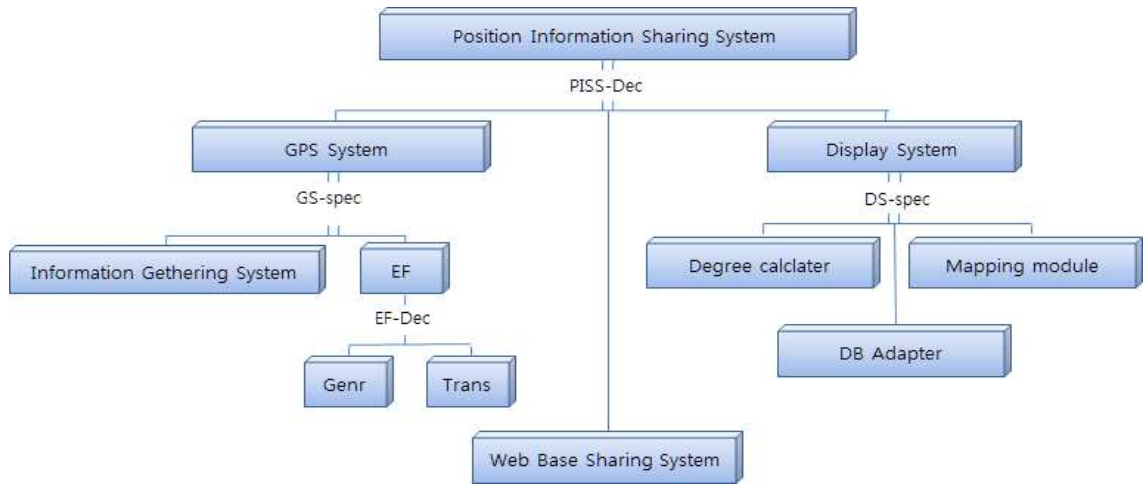 Position Information Sharing System
PISS-Dec
GPS System
Display System
GS-spec
DS-spec
Information Gethering System
EF
Degree calclater
Mapping module
EF-Dec
DB Adapter
Genr
Trans
Web Base Sharing System